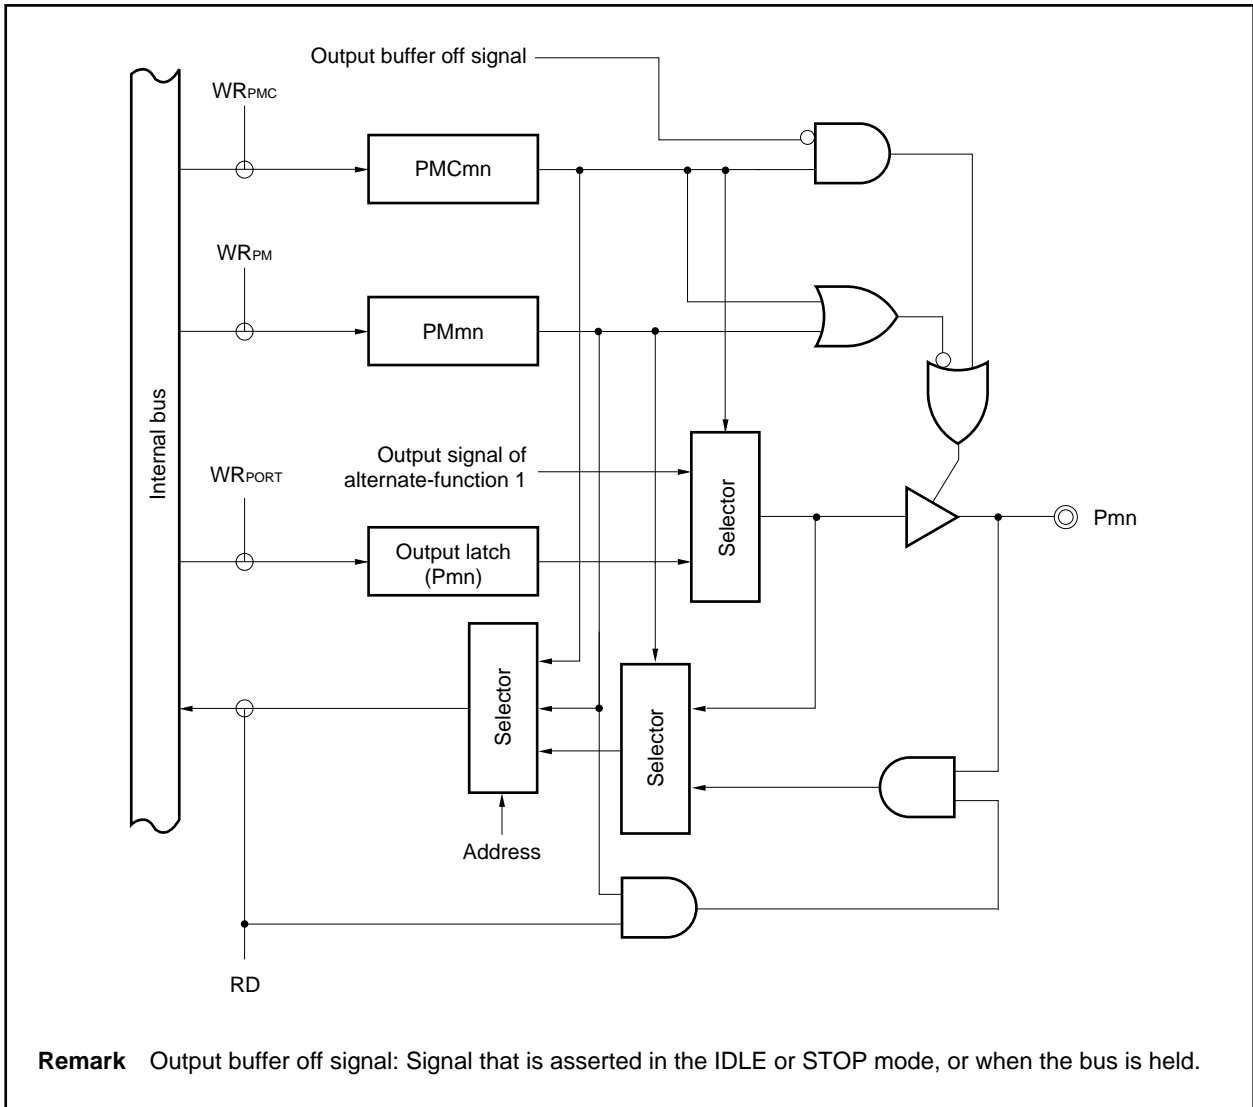 Output buffer off signal
WRPMC
PMCmn
WRPM
PMmn
Internal bus
Output signal of
alternate-function 1
WRPORT
Selector
Pmn
Output latch
(Pmn)
Selector
Selector
Address
RD
Remark Output buffer off signal: Signal that is asserted in the IDLE or STOP mode, or when the bus is held.